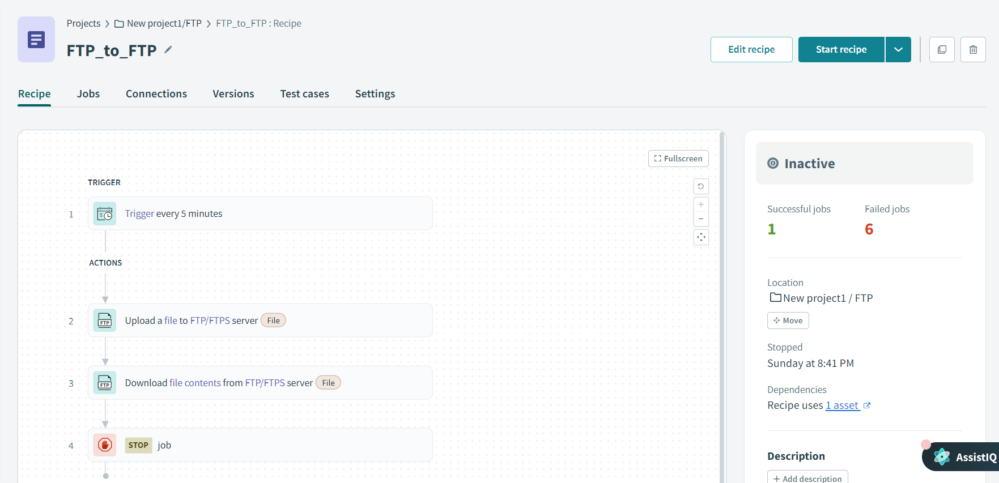 Projects > New project1/FTP > FTP_to_FTP : Recipe
FTP_to_FTP
Edit recipe
Start recipe
Recipe
Jobs
Connections
Versions
Test cases
Settings
Fullscreen
TRIGGER
1
Trigger every 5 minutes
ACTIONS
2
FTP
Upload a file to FTP/FTPS server File
3
FTP
Download file contents from FTP/FTPS server File
4
STOP job
Inactive
Successful jobs
1
Failed jobs
6
Location
New project1 / FTP
Move
Stopped
Sunday at 8:41 PM
Dependencies
Recipe uses 1 asset
Description
+ Add description
AssistIQ